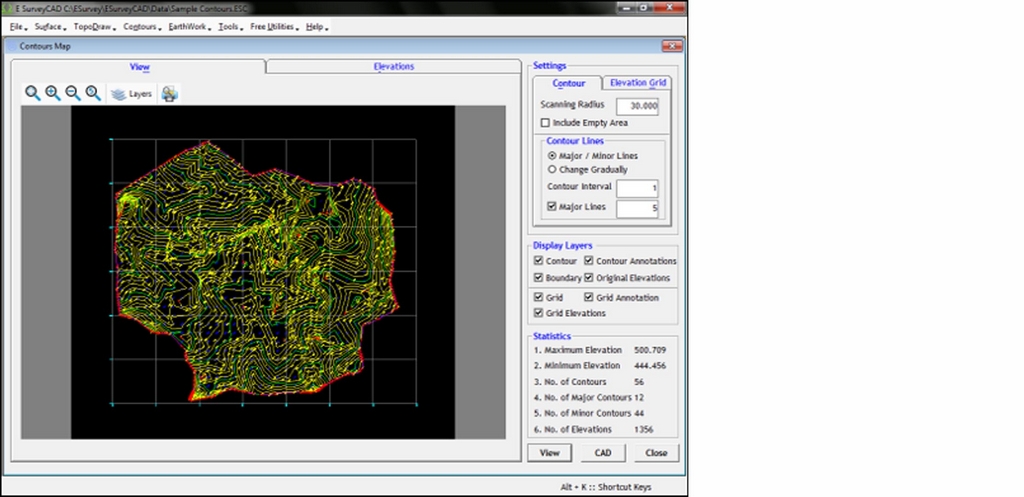 E SurveyCAD C:\ESurvey\ESurveyCAD\Data\Sample Contours.ESC
File Surface TopoDraw Contours EarthWork Tools Free Utilities Help
Contours Map
View Elevations
Layers
Settings
Contour Elevation Grid
Scanning Radius 30.000
Include Empty Area
Contour Lines
Major / Minor Lines
Change Gradually
Contour Interval 1
Major Lines 5
Display Layers
Contour Contour Annotations
Boundary Original Elevations
Grid Grid Annotation
Grid Elevations
Statistics
1. Maximum Elevation 500.709
2. Minimum Elevation 444.456
3. No. of Contours 56
4. No. of Major Contours 12
5. No. of Minor Contours 44
6. No. of Elevations 1356
View CAD Close
Alt + K :: Shortcut Keys